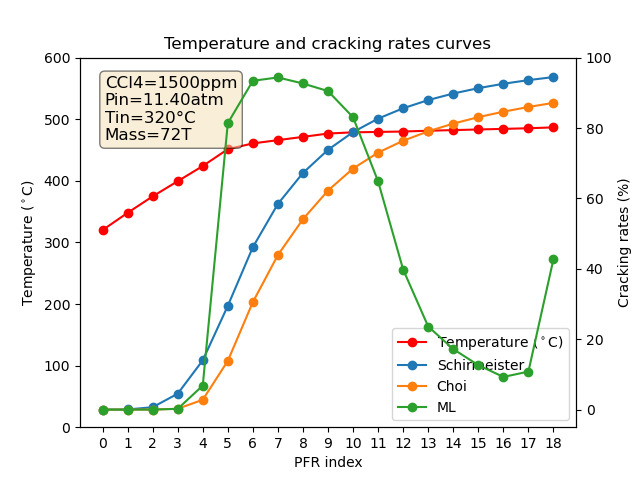 Temperature and cracking rates curves
CCl4=1500ppm
Pin=11.40atm
Tin=320°C
Mass=72T
Temperature (°C)
600
500
400
300
200
100
0
Cracking rates (%)
100
80
60
40
20
0
Temperature (°C)
Schirmeister
Choi
ML
0 1 2 3 4 5 6 7 8 9 10 11 12 13 14 15 16 17 18
PFR index